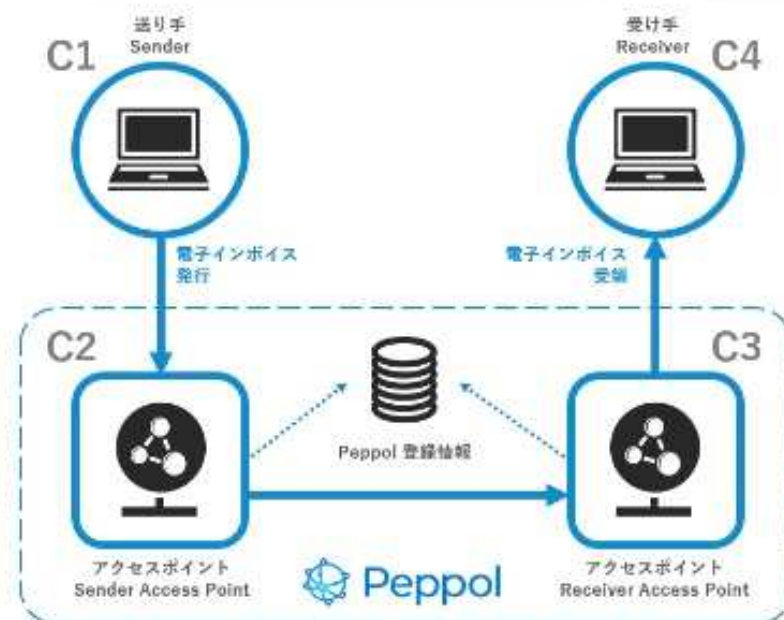 送り手
Sender
C1
受け手
Receiver
C4
電子インボイス
発行
電子インボイス
受領
C2
C3
Peppol 登録情報
アクセスポイント
Sender Access Point
Peppol
アクセスポイント
Receiver Access Point